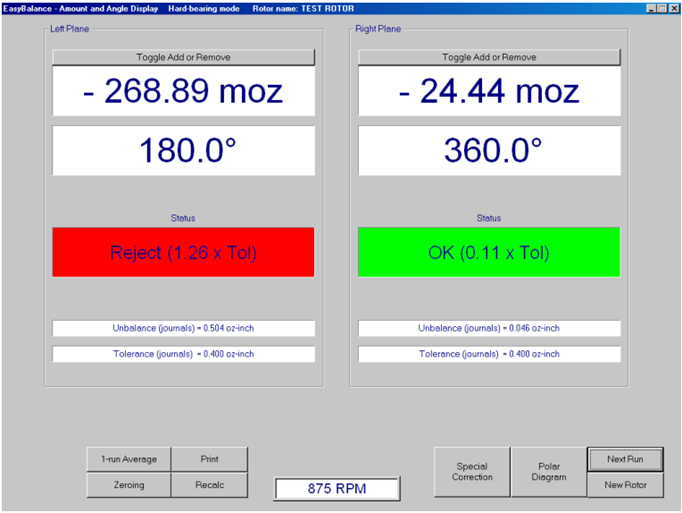 EasyBalance - Amount and Angle Display    Hard-bearing mode    Rotor name: TEST ROTOR
Left Plane
Toggle Add or Remove
- 268.89 moz
180.0°
Status
Reject (1.26 x Tol)
Unbalance (journals) = 0.504 oz-inch
Tolerance (journals) = 0.400 oz-inch
Right Plane
Toggle Add or Remove
- 24.44 moz
360.0°
Status
OK (0.11 x Tol)
Unbalance (journals) = 0.046 oz-inch
Tolerance (journals) = 0.400 oz-inch
1-run Average
Print
Zeroing
Recalc
875 RPM
Special
Correction
Polar
Diagram
Next Run
New Rotor